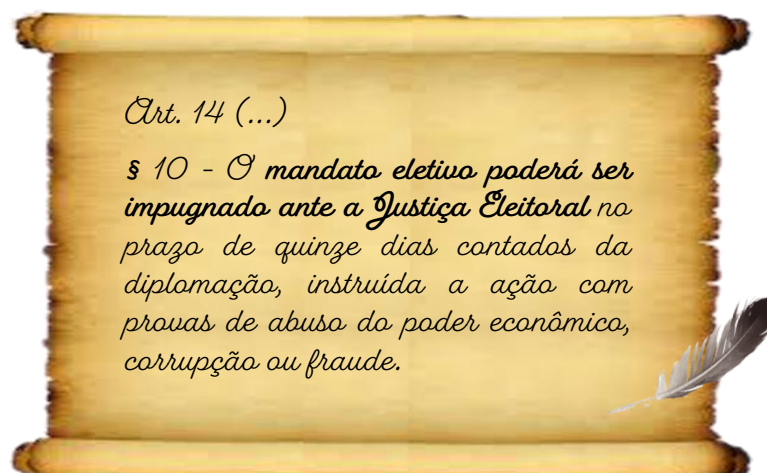 Art. 14 (...)
§ 10 - O mandato eletivo poderá ser
impugnado ante a Justiça Eleitoral no
prazo de quinze dias contados da
diplomação, instruída a ação com
provas de abuso do poder econômico,
corrupção ou fraude.